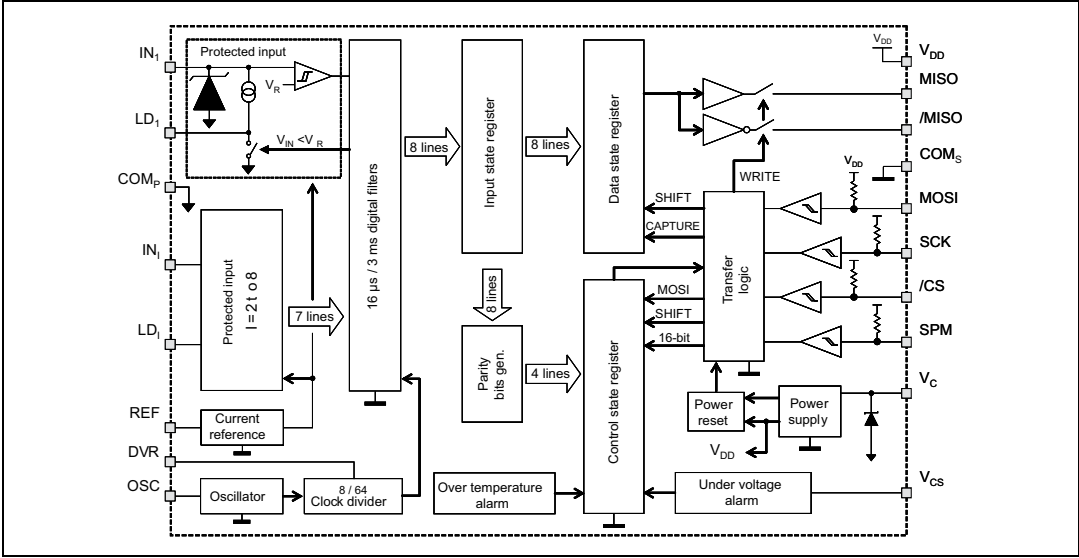 IN1
LD1
COMP
INI
LDI
REF
DVR
OSC
Protected input
VR
VIN <VR
Protected input
I = 2 t o 8
7 lines
Current
reference
Oscillator
8 / 64
Clock divider
16 µs / 3 ms digital filters
8 lines
Input state register
8 lines
8 lines
Parity
bits gen.
4 lines
Over temperature
alarm
Data state register
Control state register
WRITE
SHIFT
CAPTURE
MOSI
SHIFT
16-bit
Transfer
logic
Power
reset
Power
supply
VDD
Under voltage
alarm
VDD
VDD
VDD
MISO
/MISO
COMS
MOSI
SCK
/CS
SPM
VC
VCS